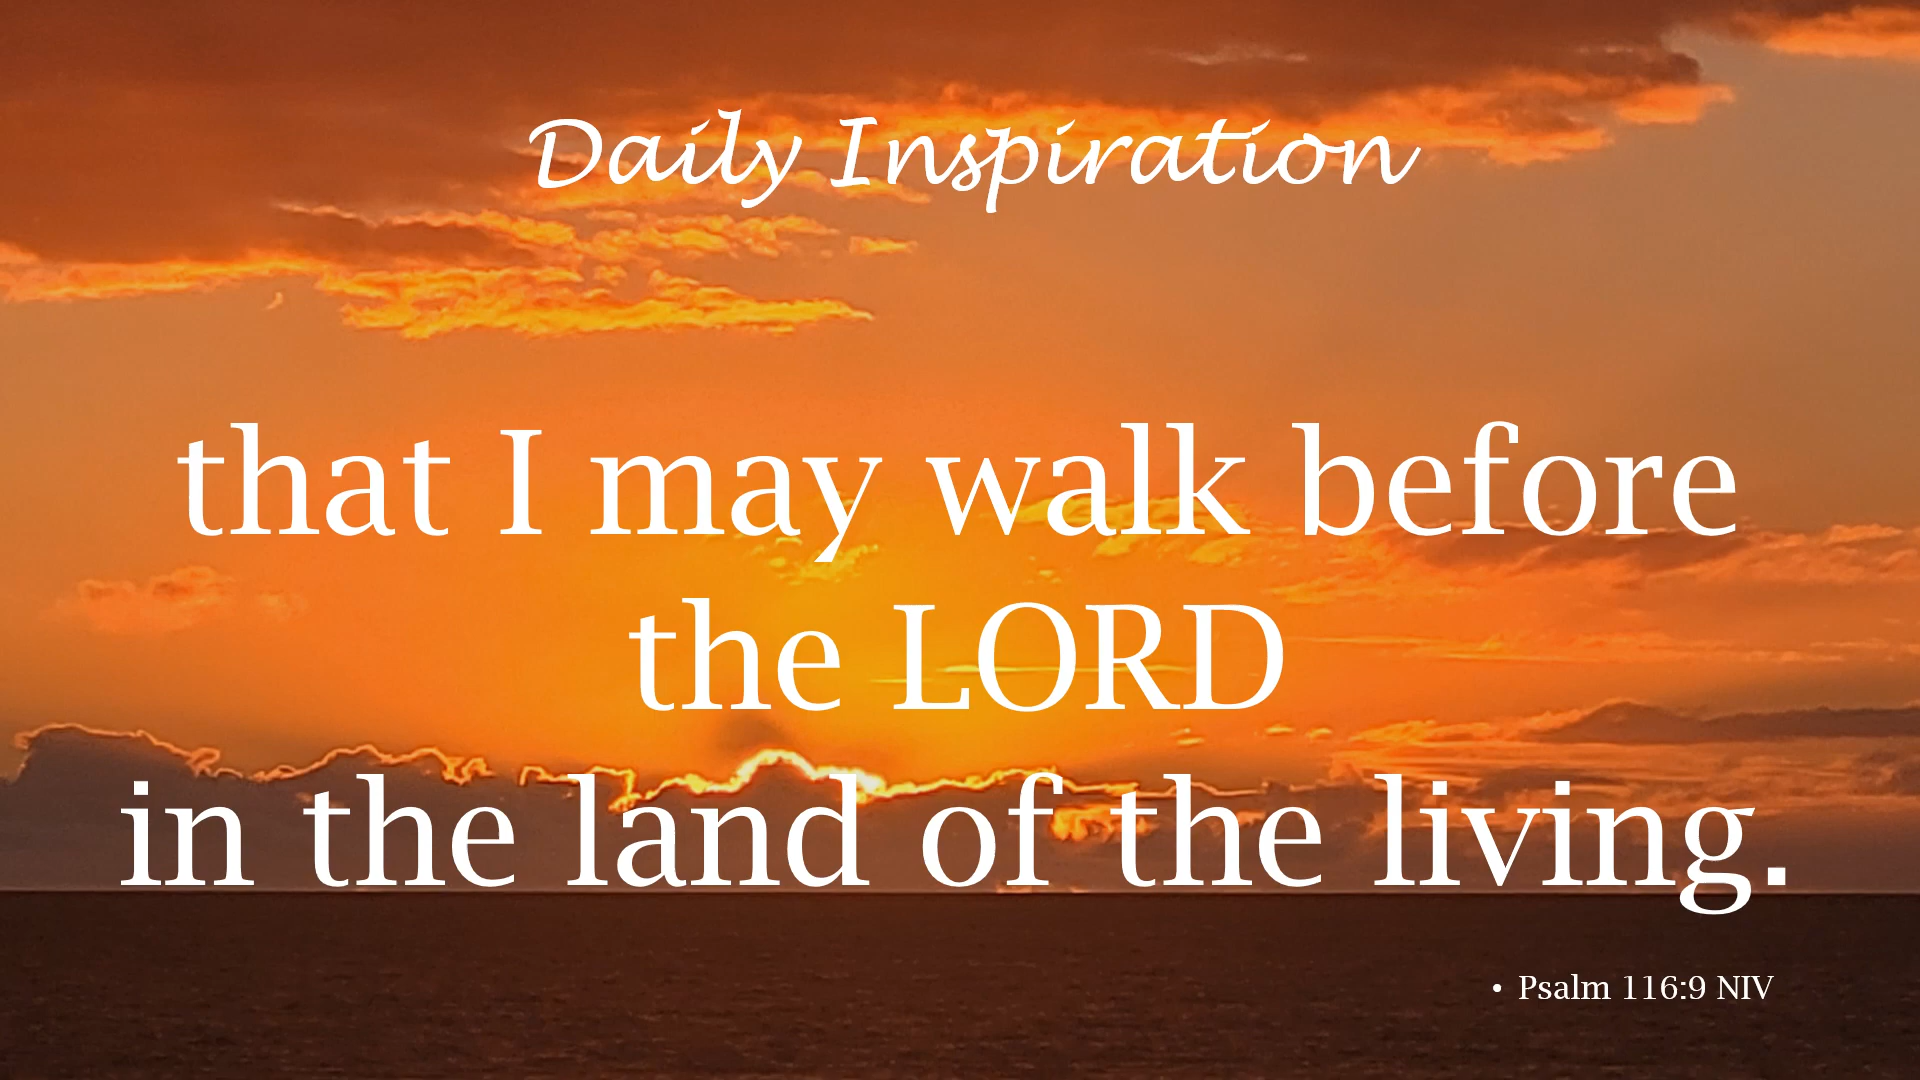 Daily Inspiration
that I may walk before
the LORD
in the land of the living.
• Psalm 116:9 NIV